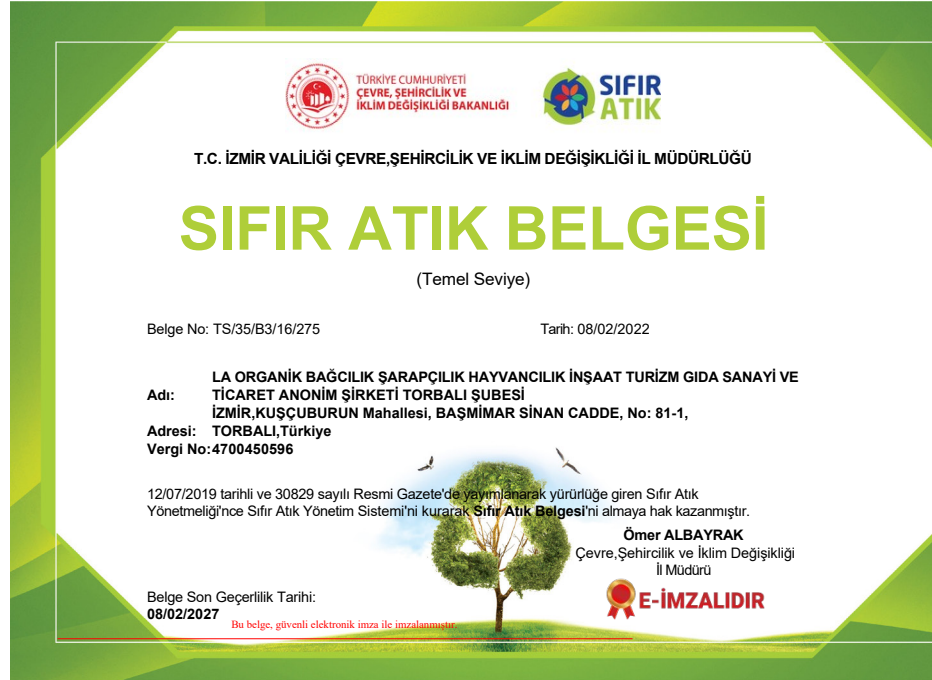 TÜRKİYE CUMHURİYETİ
ÇEVRE, ŞEHİRCİLİK VE
İKLİM DEĞİŞİKLİĞİ BAKANLIĞI
SIFIR
ATIK
T.C. İZMİR VALİLİĞİ ÇEVRE,ŞEHİRCİLİK VE İKLİM DEĞİŞİKLİĞİ İL MÜDÜRLÜĞÜ
SIFIR ATIK BELGESİ
(Temel Seviye)
Belge No: TS/35/B3/16/275 Tarih: 08/02/2022
LA ORGANİK BAĞCILIK ŞARAPÇILIK HAYVANCILIK İNŞAAT TURİZM GIDA SANAYİ VE
Adı: TİCARET ANONİM ŞİRKETİ TORBALI ŞUBESİ
İZMİR,KUŞÇUBURUN Mahallesi, BAŞMİMAR SİNAN CADDE, No: 81-1,
Adresi: TORBALI,Türkiye
Vergi No:4700450596
12/07/2019 tarihli ve 30829 sayılı Resmi Gazete'de yayımlanarak yürürlüğe giren Sıfır Atık
Yönetmeliği'nce Sıfır Atık Yönetim Sistemi'ni kurarak Sıfır Atık Belgesi'ni almaya hak kazanmıştır.
Ömer ALBAYRAK
Çevre,Şehircilik ve İklim Değişikliği
İl Müdürü
E-İMZALIDIR
Belge Son Geçerlilik Tarihi:
08/02/2027
Bu belge, güvenli elektronik imza ile imzalanmıştır.